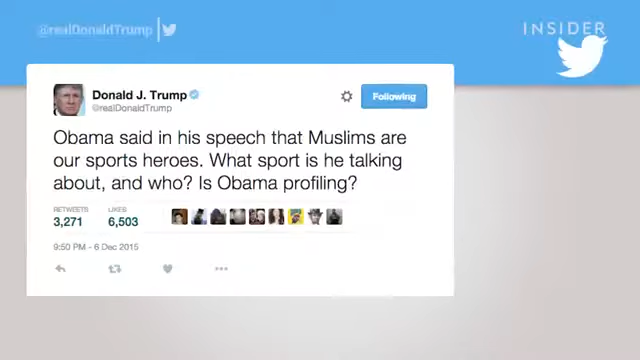 @realDonaldTrump
INSIDER
Donald J. Trump
@realDonaldTrump
Following
Obama said in his speech that Muslims are
our sports heroes. What sport is he talking
about, and who? Is Obama profiling?
RETWEETS LIKES
3,271 6,503
9:50 PM - 6 Dec 2015